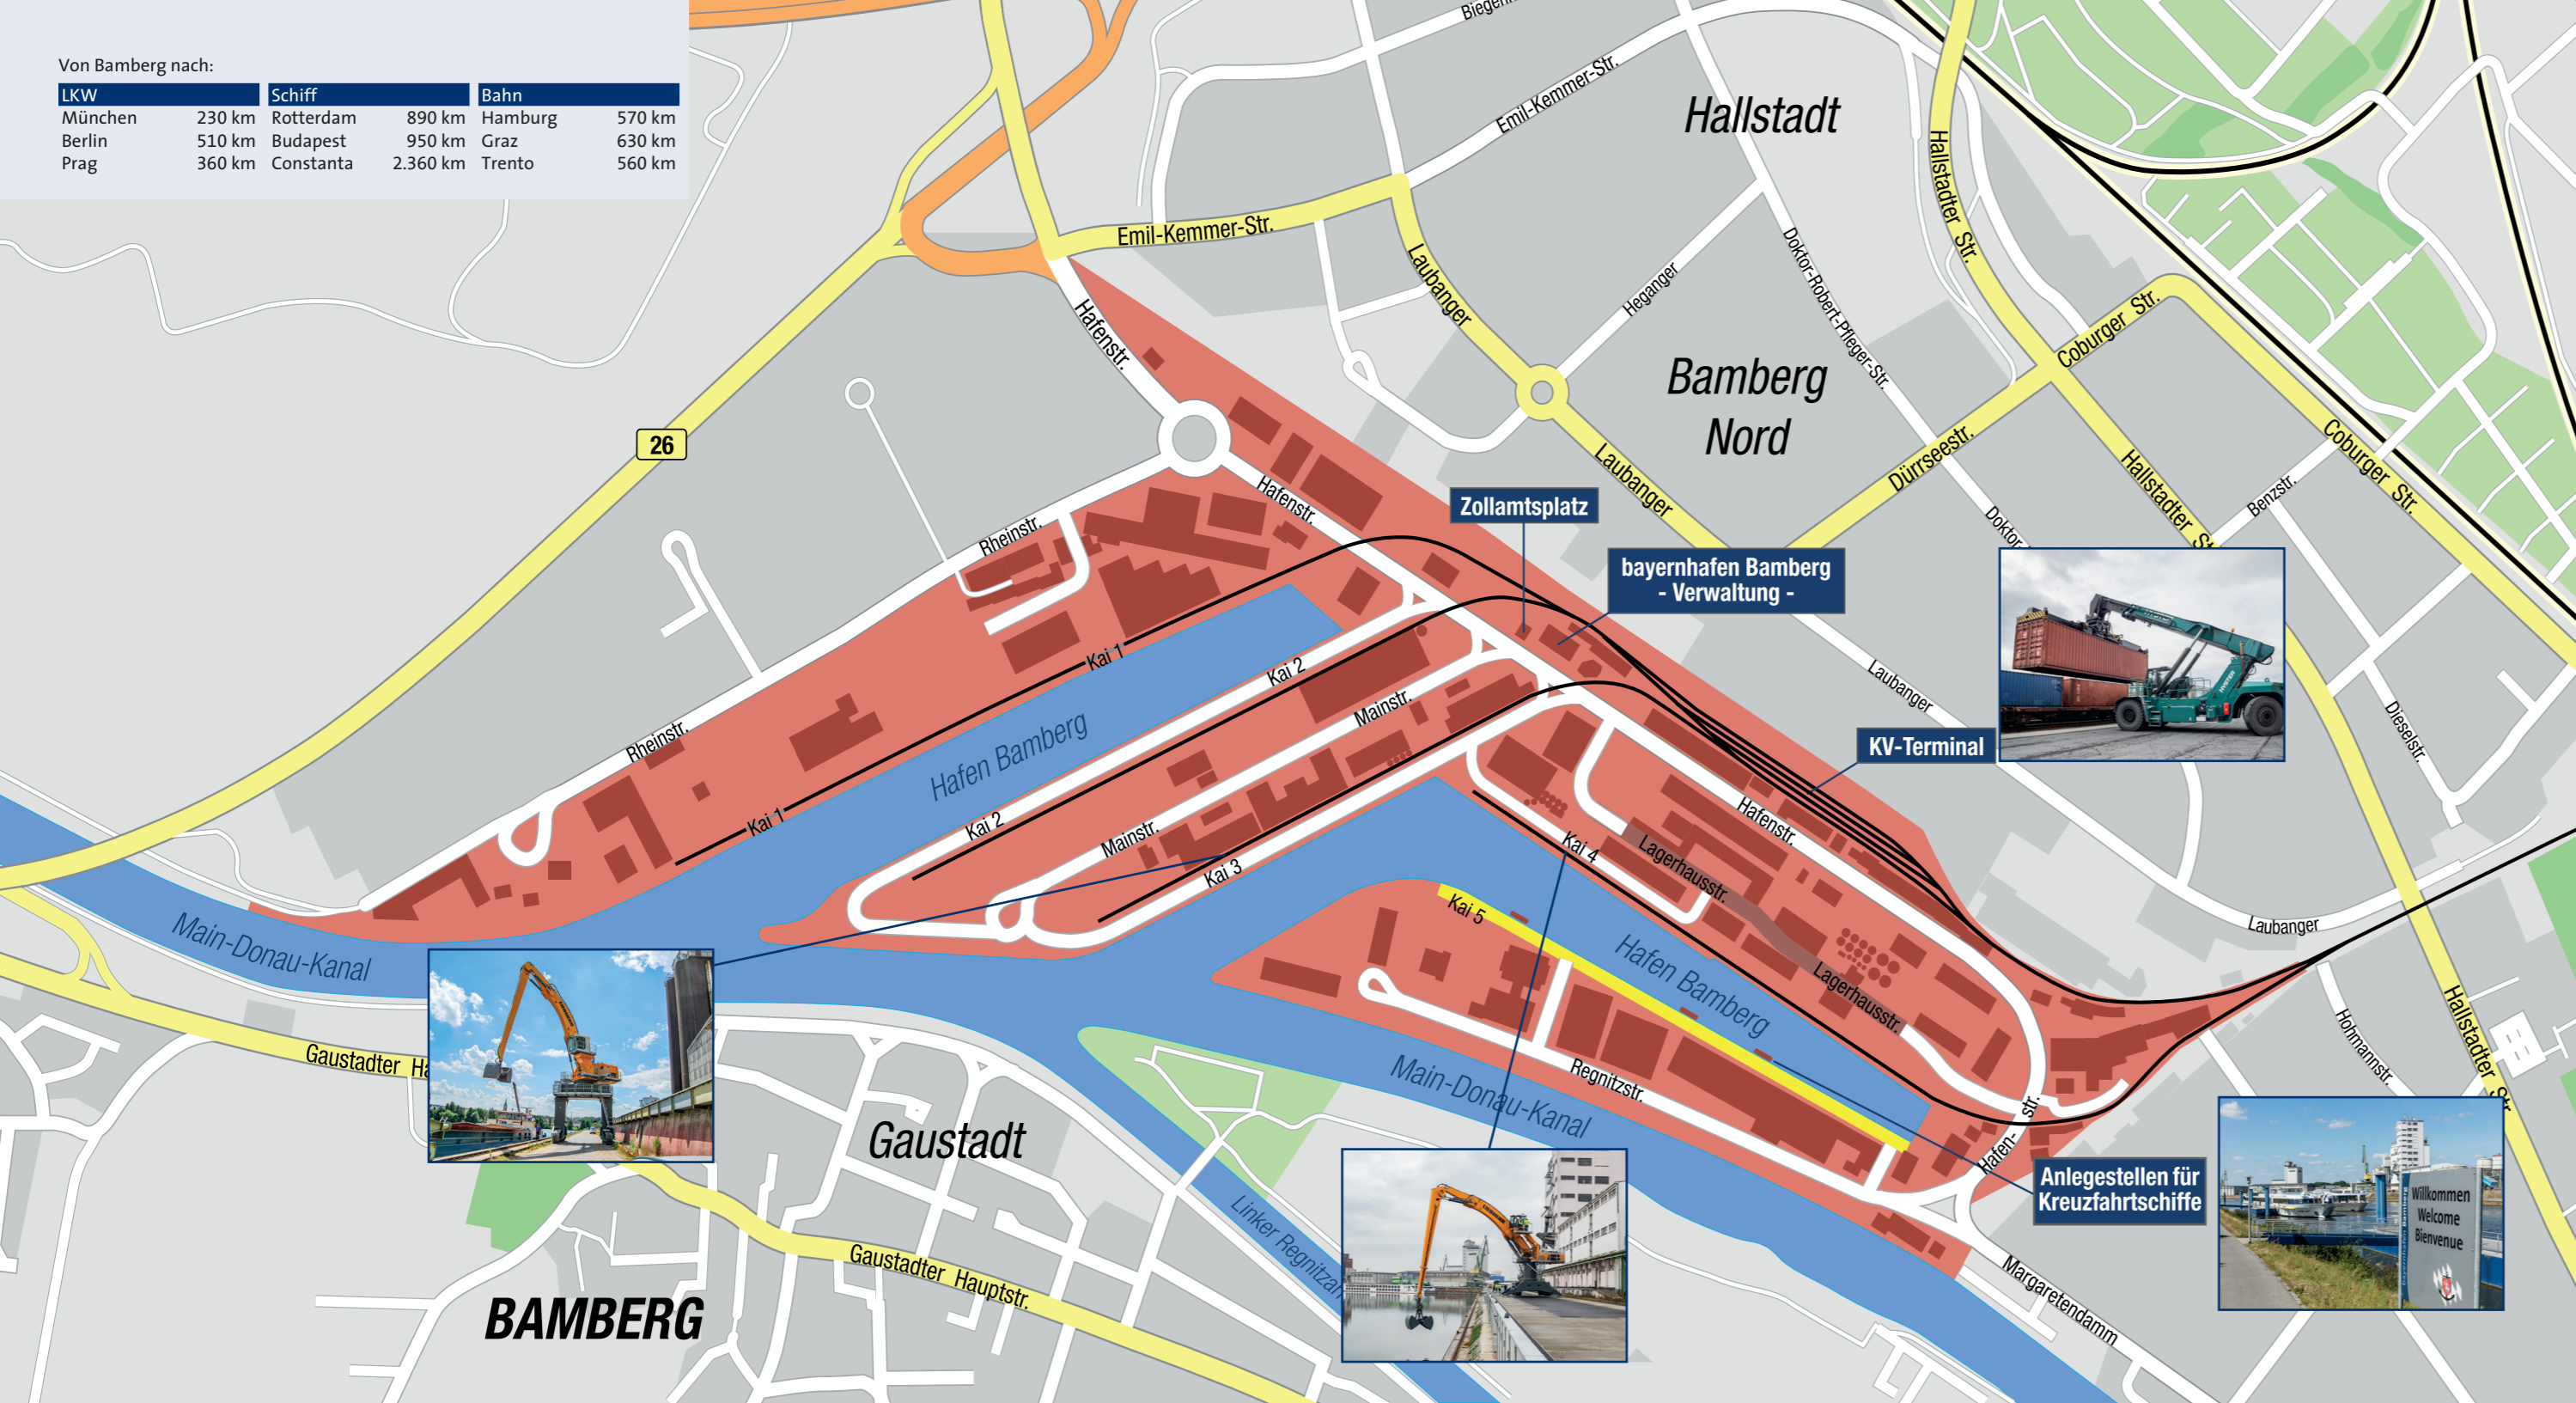 Von Bamberg nach:
LKW Schiff Bahn
München 230 km Rotterdam 890 km Hamburg 570 km
Berlin 510 km Budapest 950 km Graz 630 km
Prag 360 km Constanta 2.360 km Trento 560 km
Emil-Kemmer-Str.
Hallstadt
Hallstadter Str.
Emil-Kemmer-Str.
Laubanger
Heganger
Doktor-Robert-Pfleger-Str.
Hafenstr.
Coburger Str.
Bamberg
Nord
26
Laubanger
Dürrseestr.
Hallstadter
Coburger Str.
Benzstr.
Hafenstr.
Zollamtsplatz
Rheinstr.
Doktor
bayernhafen Bamberg
- Verwaltung -
Kai 1
Kai 2
Laubanger
Mainstr.
Rheinstr.
Hafen Bamberg
KV-Terminal
HYSTER
Dieselstr.
Kai 1
Kai 2
Mainstr.
Hafenstr.
Kai 4
Lagerhausstr.
Kai 3
Kai 5
Laubanger
Main-Donau-Kanal
Hafen Bamberg
Lagerhausstr.
Hallstadter
Hohmannstr.
Gaustadter
Main-Donau-Kanal
Regnitzstr.
Gaustadt
Hafen-
str.
Anlegestellen für
Kreuzfahrtschiffe
Willkommen
Welcome
Bienvenue
Linker
Gaustadter Hauptstr.
BAMBERG
Margaretendamm